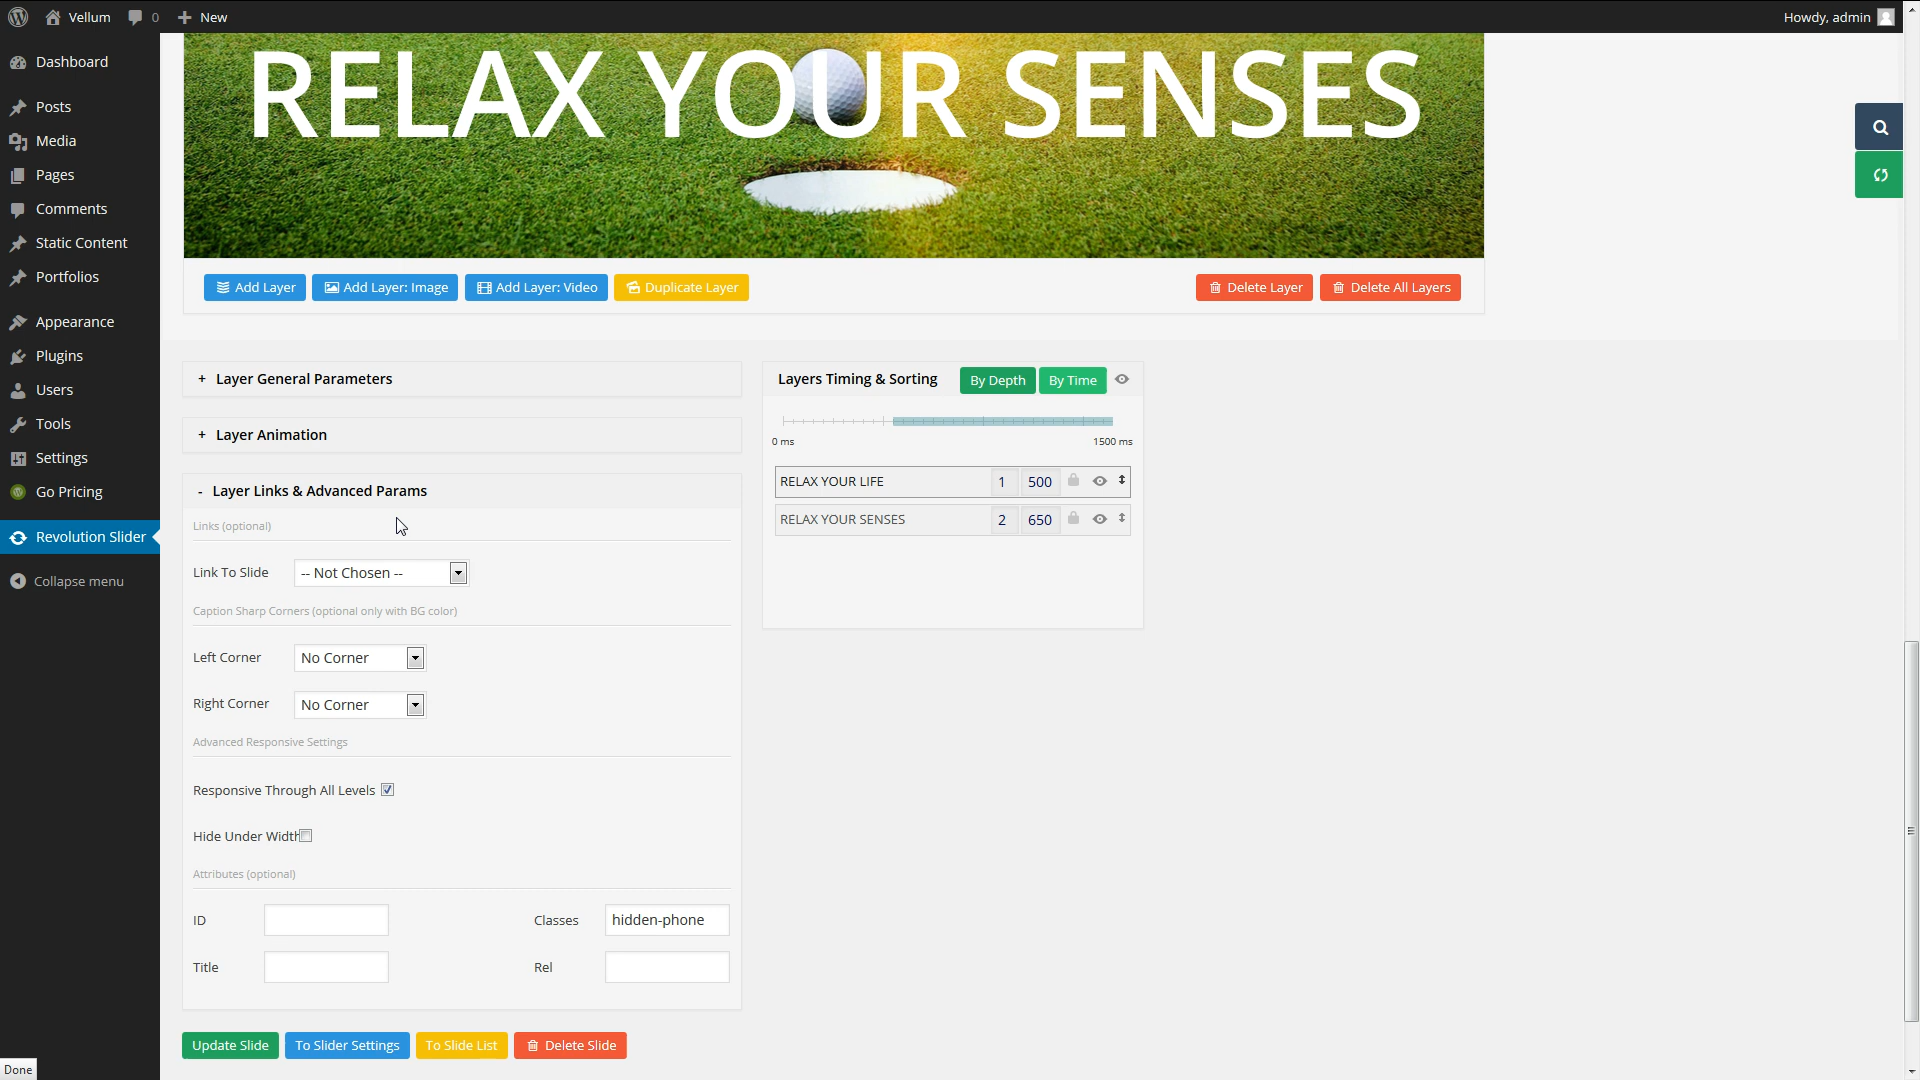 Vellum 0 New Howdy, admin
Dashboard
Posts
Media
Pages
Comments
Static Content
Portfolios
Appearance
Plugins
Users
Tools
Settings
Go Pricing
Revolution Slider
Collapse menu
RELAX YOUR SENSES
Add Layer Add Layer: Image Add Layer: Video Duplicate Layer Delete Layer Delete All Layers
+ Layer General Parameters
+ Layer Animation
- Layer Links & Advanced Params
Links (optional)
Link To Slide -- Not Chosen --
Caption Sharp Corners (optional only with BG color)
Left Corner No Corner
Right Corner No Corner
Advanced Responsive Settings
Responsive Through All Levels
Hide Under Width
Attributes (optional)
ID Classes hidden-phone
Title Rel
Layers Timing & Sorting By Depth By Time
0 ms 1500 ms
RELAX YOUR LIFE 1 500
RELAX YOUR SENSES 2 650
Update Slide To Slider Settings To Slide List Delete Slide
Done